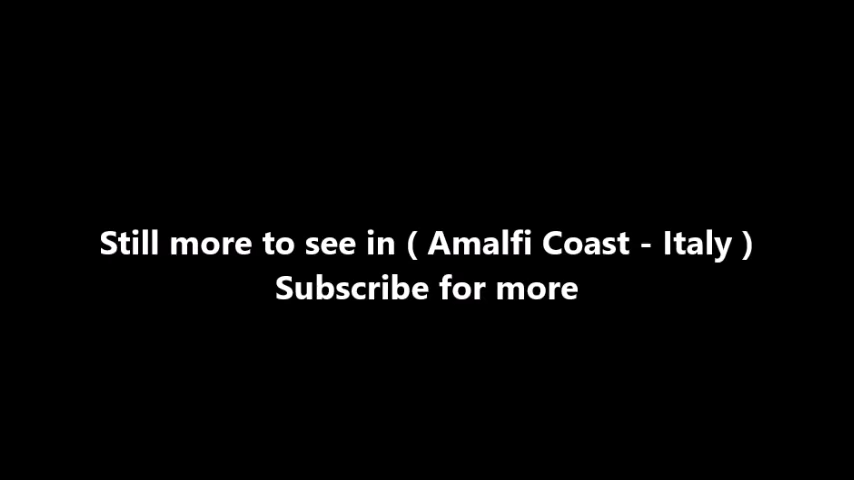 Still more to see in ( Amalfi Coast - Italy )
Subscribe for more